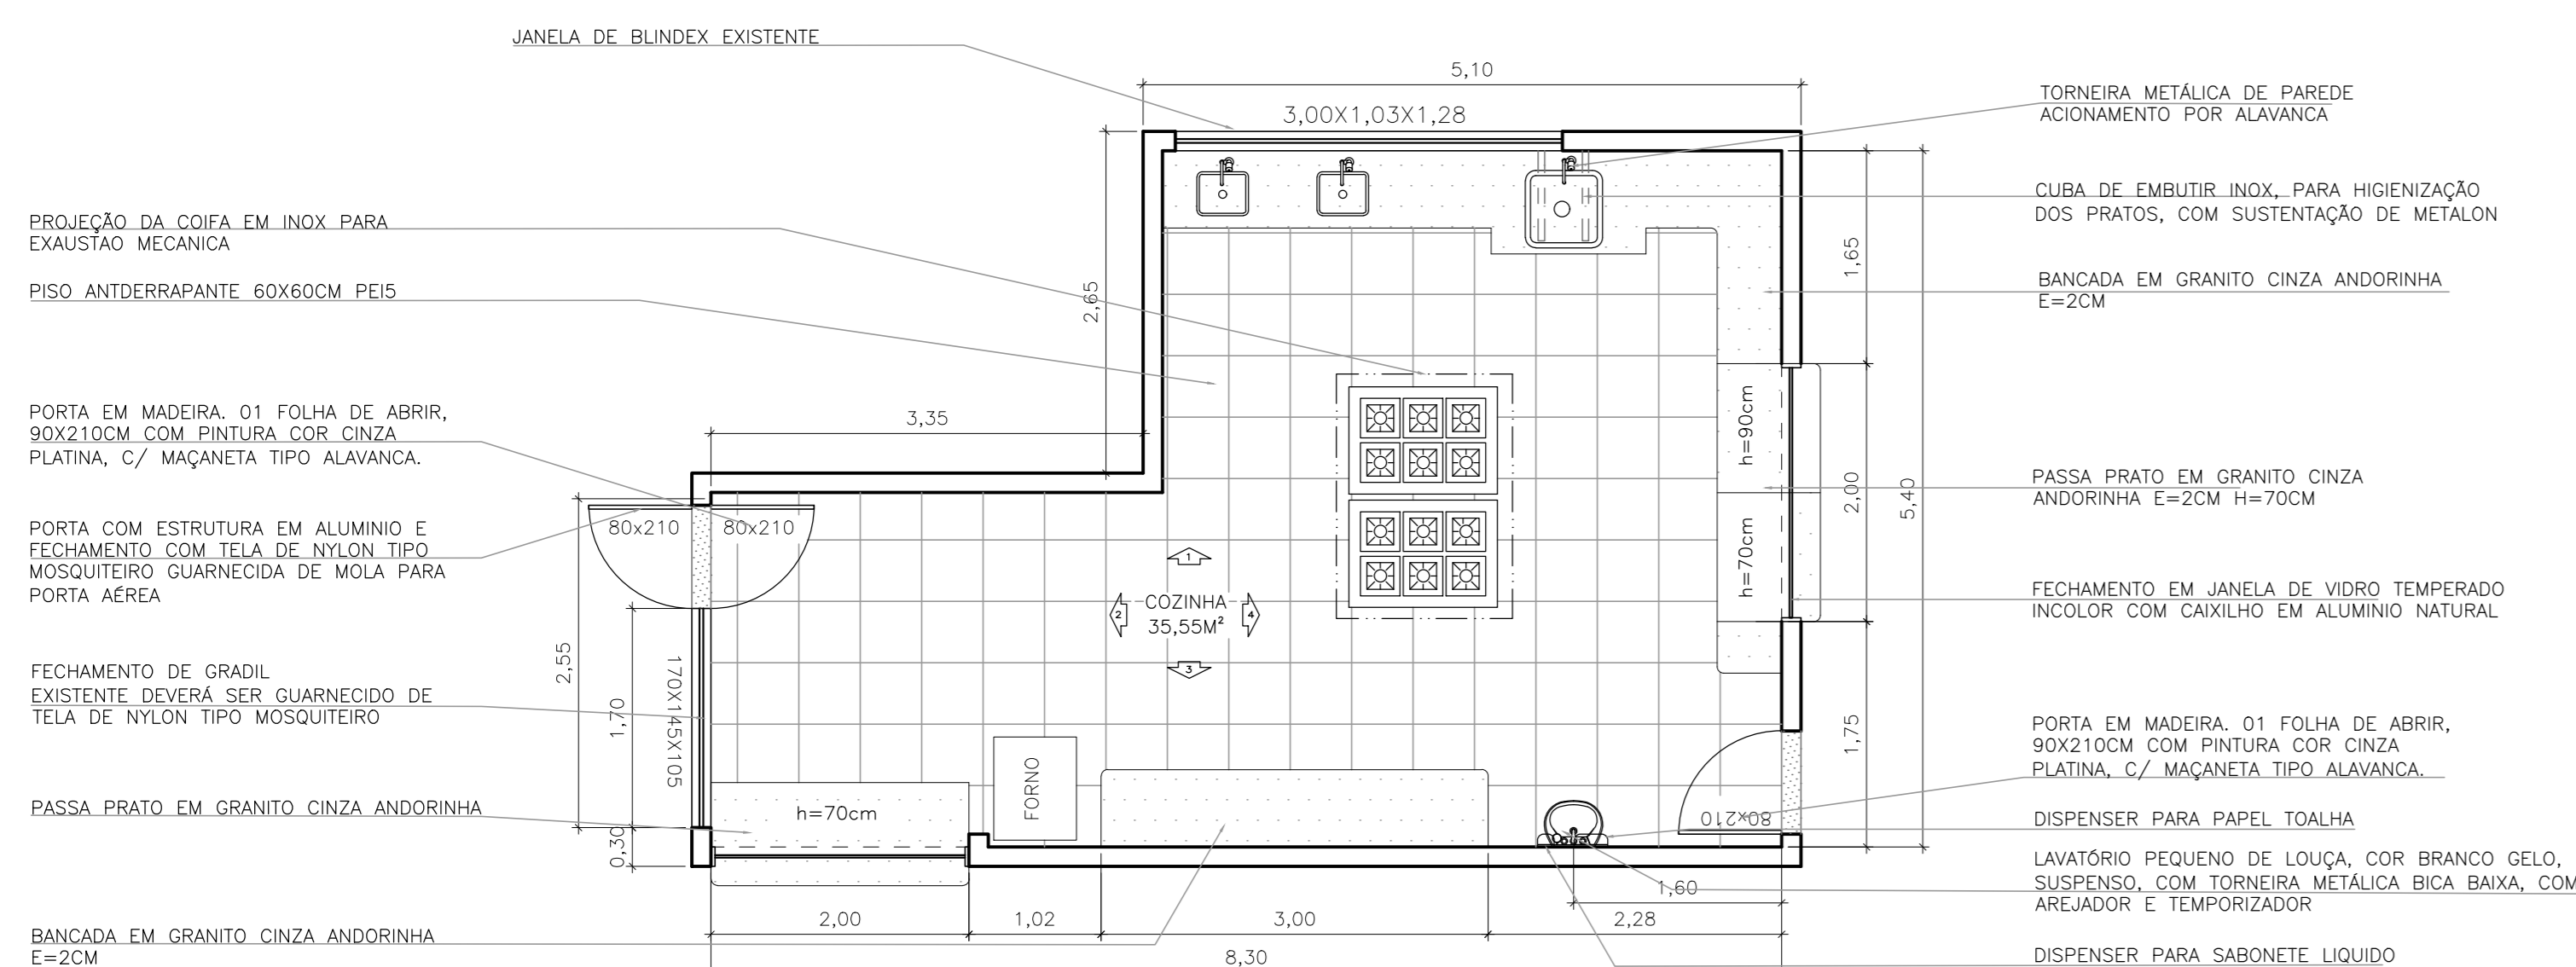 JANELA DE BLINDEX EXISTENTE
5,10
3,00X1,03X1,28
TORNEIRA METÁLICA DE PAREDE
ACIONAMENTO POR ALAVANCA
CUBA DE EMBUTIR INOX, PARA HIGIENIZAÇÃO
DOS PRATOS, COM SUSTENTAÇÃO DE METALON
PROJEÇÃO DA COIFA EM INOX PARA
EXAUSTAO MECANICA
PISO ANTDERRAPANTE 60X60CM PEI5
2,65
1,65
BANCADA EM GRANITO CINZA ANDORINHA
E=2CM
PORTA EM MADEIRA. 01 FOLHA DE ABRIR,
90X210CM COM PINTURA COR CINZA
PLATINA, C/ MAÇANETA TIPO ALAVANCA.
3,35
h=90cm
h=70cm
2,00
5,40
PASSA PRATO EM GRANITO CINZA
ANDORINHA E=2CM H=70CM
PORTA COM ESTRUTURA EM ALUMINIO E
FECHAMENTO COM TELA DE NYLON TIPO
MOSQUITEIRO GUARNECIDA DE MOLA PARA
PORTA AÉREA
80x210
80x210
1
2
COZINHA
35,55M²
4
3
FECHAMENTO EM JANELA DE VIDRO TEMPERADO
INCOLOR COM CAIXILHO EM ALUMINIO NATURAL
FECHAMENTO DE GRADIL
EXISTENTE DEVERÁ SER GUARNECIDO DE
TELA DE NYLON TIPO MOSQUITEIRO
2,55
1,70
170X145X105
0,30
1,75
PORTA EM MADEIRA. 01 FOLHA DE ABRIR,
90X210CM COM PINTURA COR CINZA
PLATINA, C/ MAÇANETA TIPO ALAVANCA.
PASSA PRATO EM GRANITO CINZA ANDORINHA
h=70cm
FORNO
80x210
DISPENSER PARA PAPEL TOALHA
LAVATÓRIO PEQUENO DE LOUÇA, COR BRANCO GELO,
SUSPENSO, COM TORNEIRA METÁLICA BICA BAIXA, COM
AREJADOR E TEMPORIZADOR
1,60
2,00
1,02
3,00
2,28
8,30
BANCADA EM GRANITO CINZA ANDORINHA
E=2CM
DISPENSER PARA SABONETE LIQUIDO